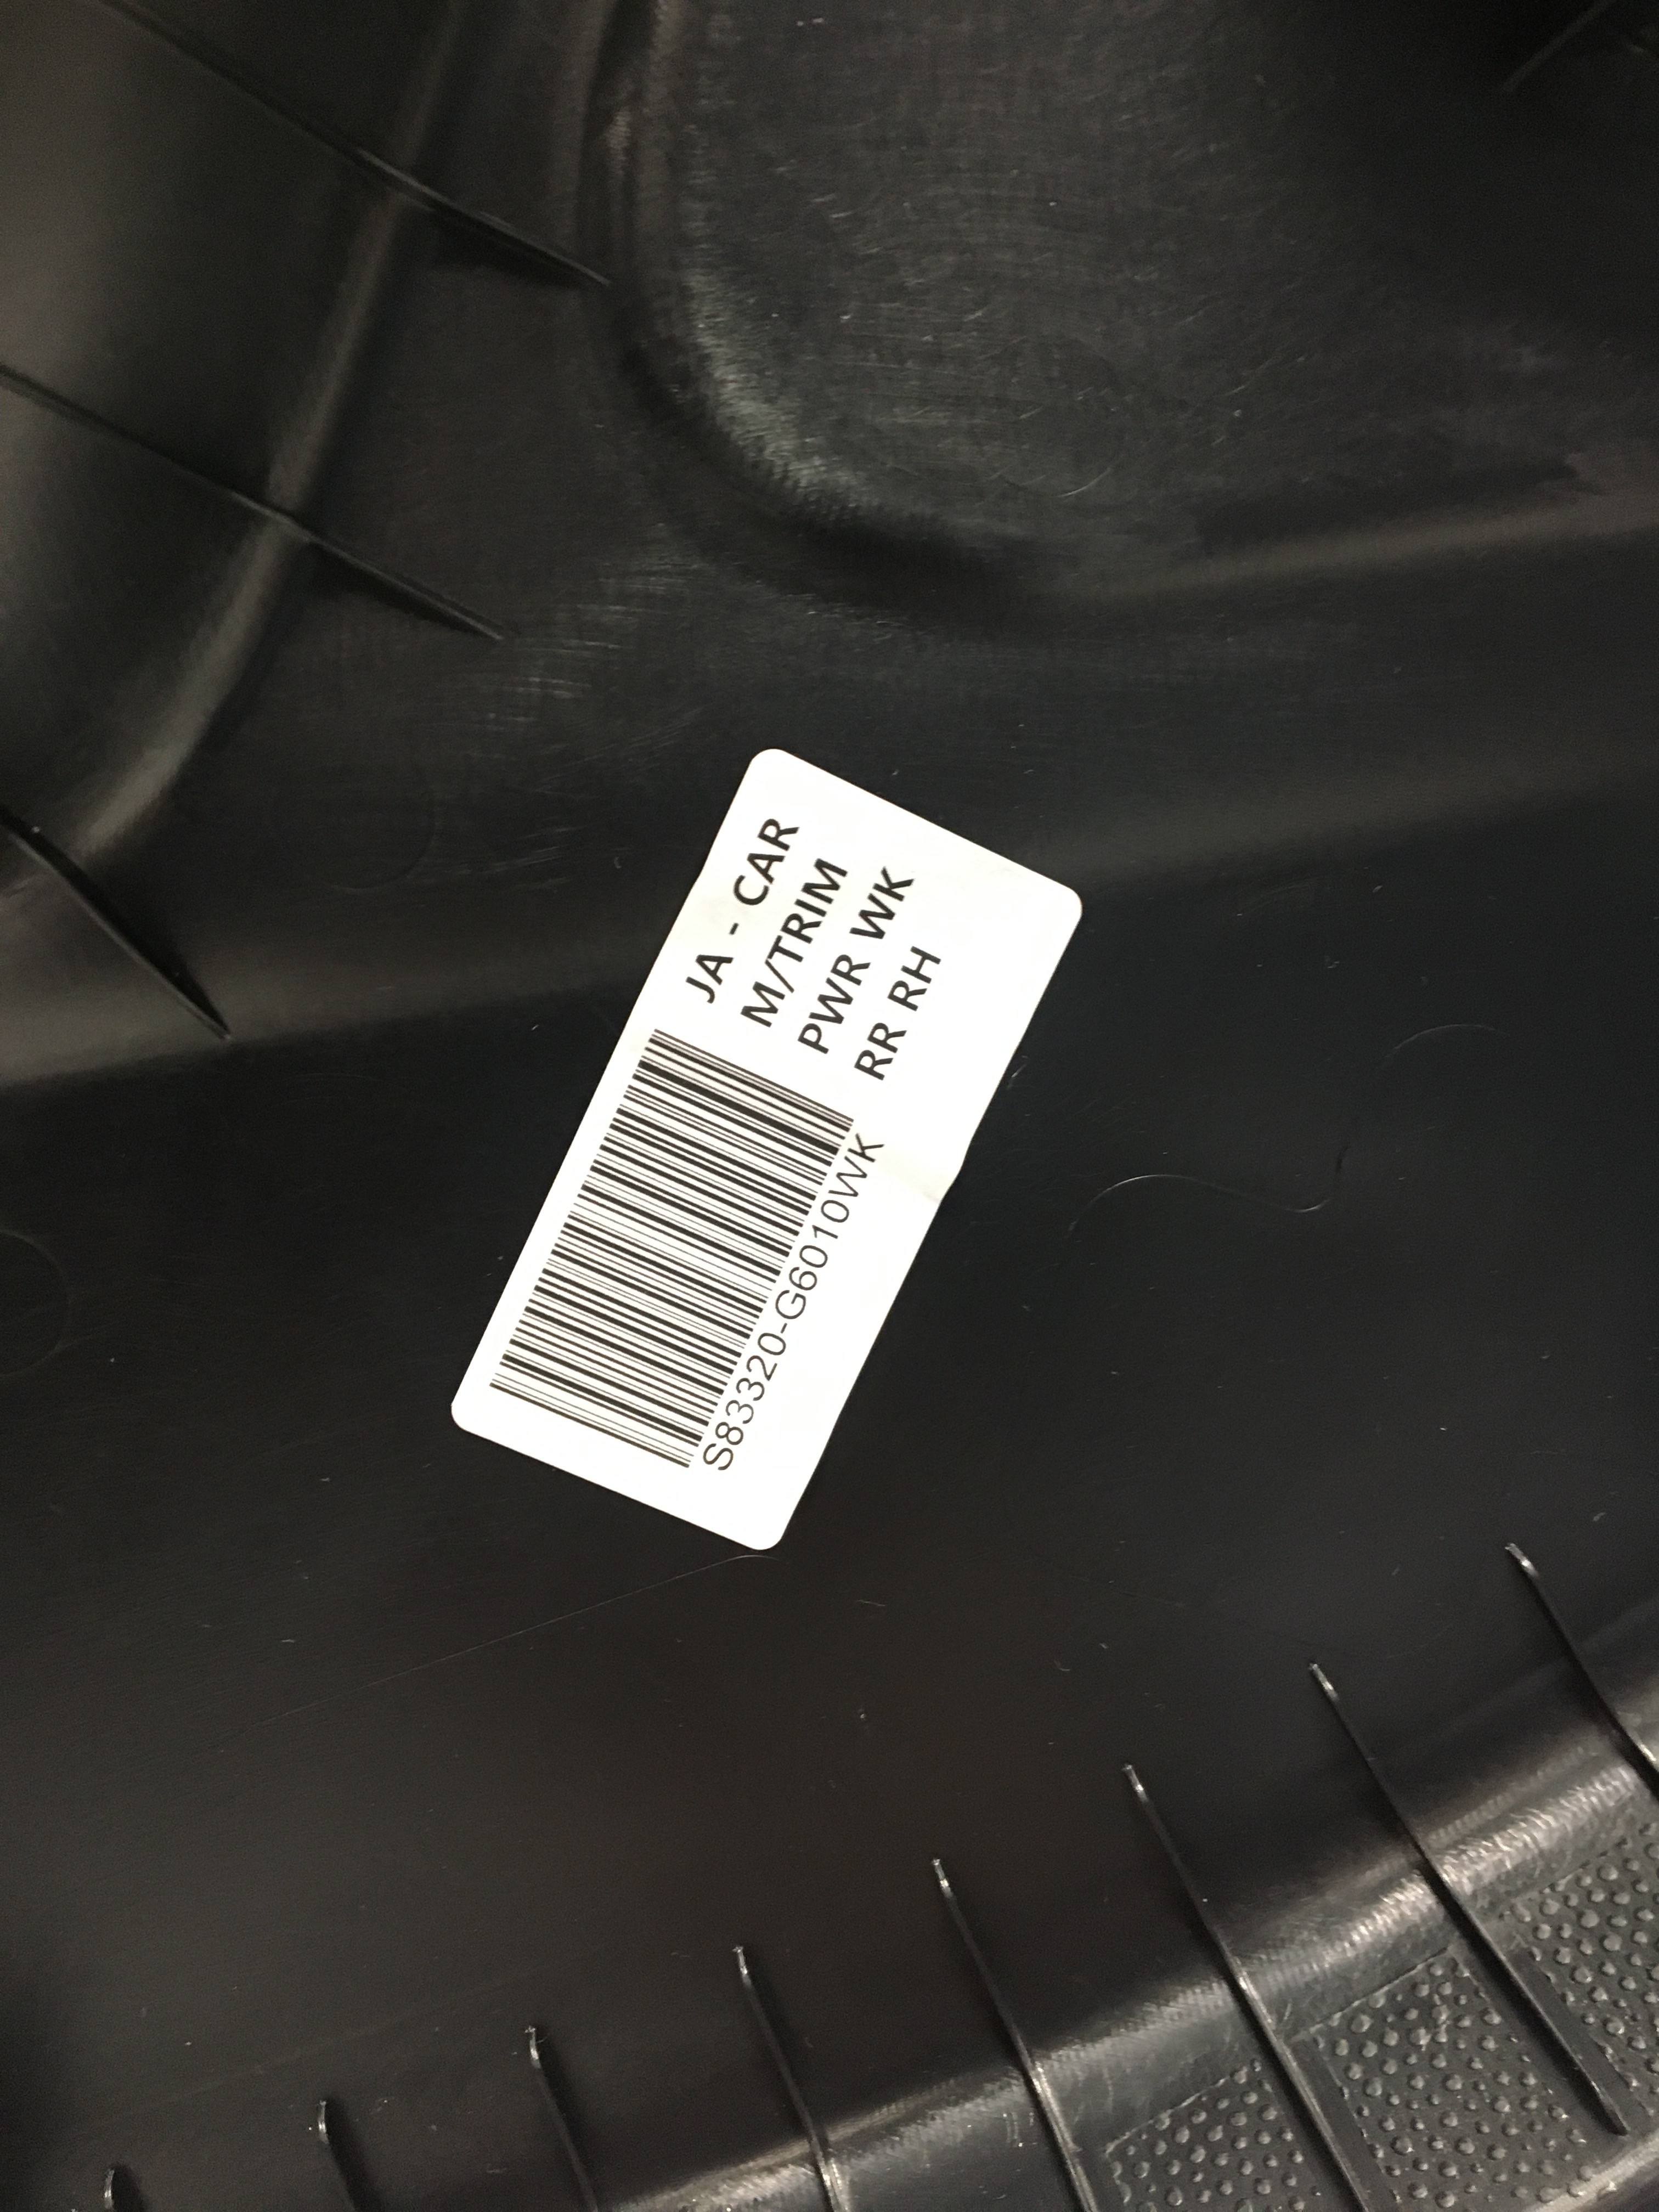 JA - CAR
M/TRIM
PWR WK
RR RH
S83320-G6010WK